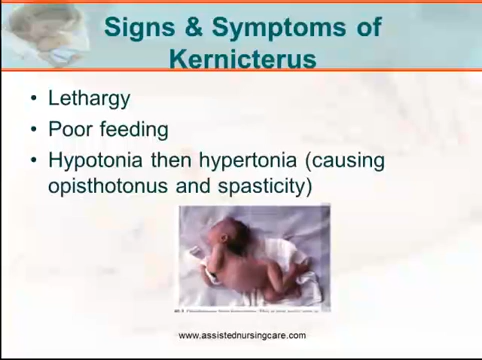 Signs & Symptoms of
Kernicterus
• Lethargy
• Poor feeding
• Hypotonia then hypertonia (causing
opisthotonus and spasticity)
www.assistednursingcare.com